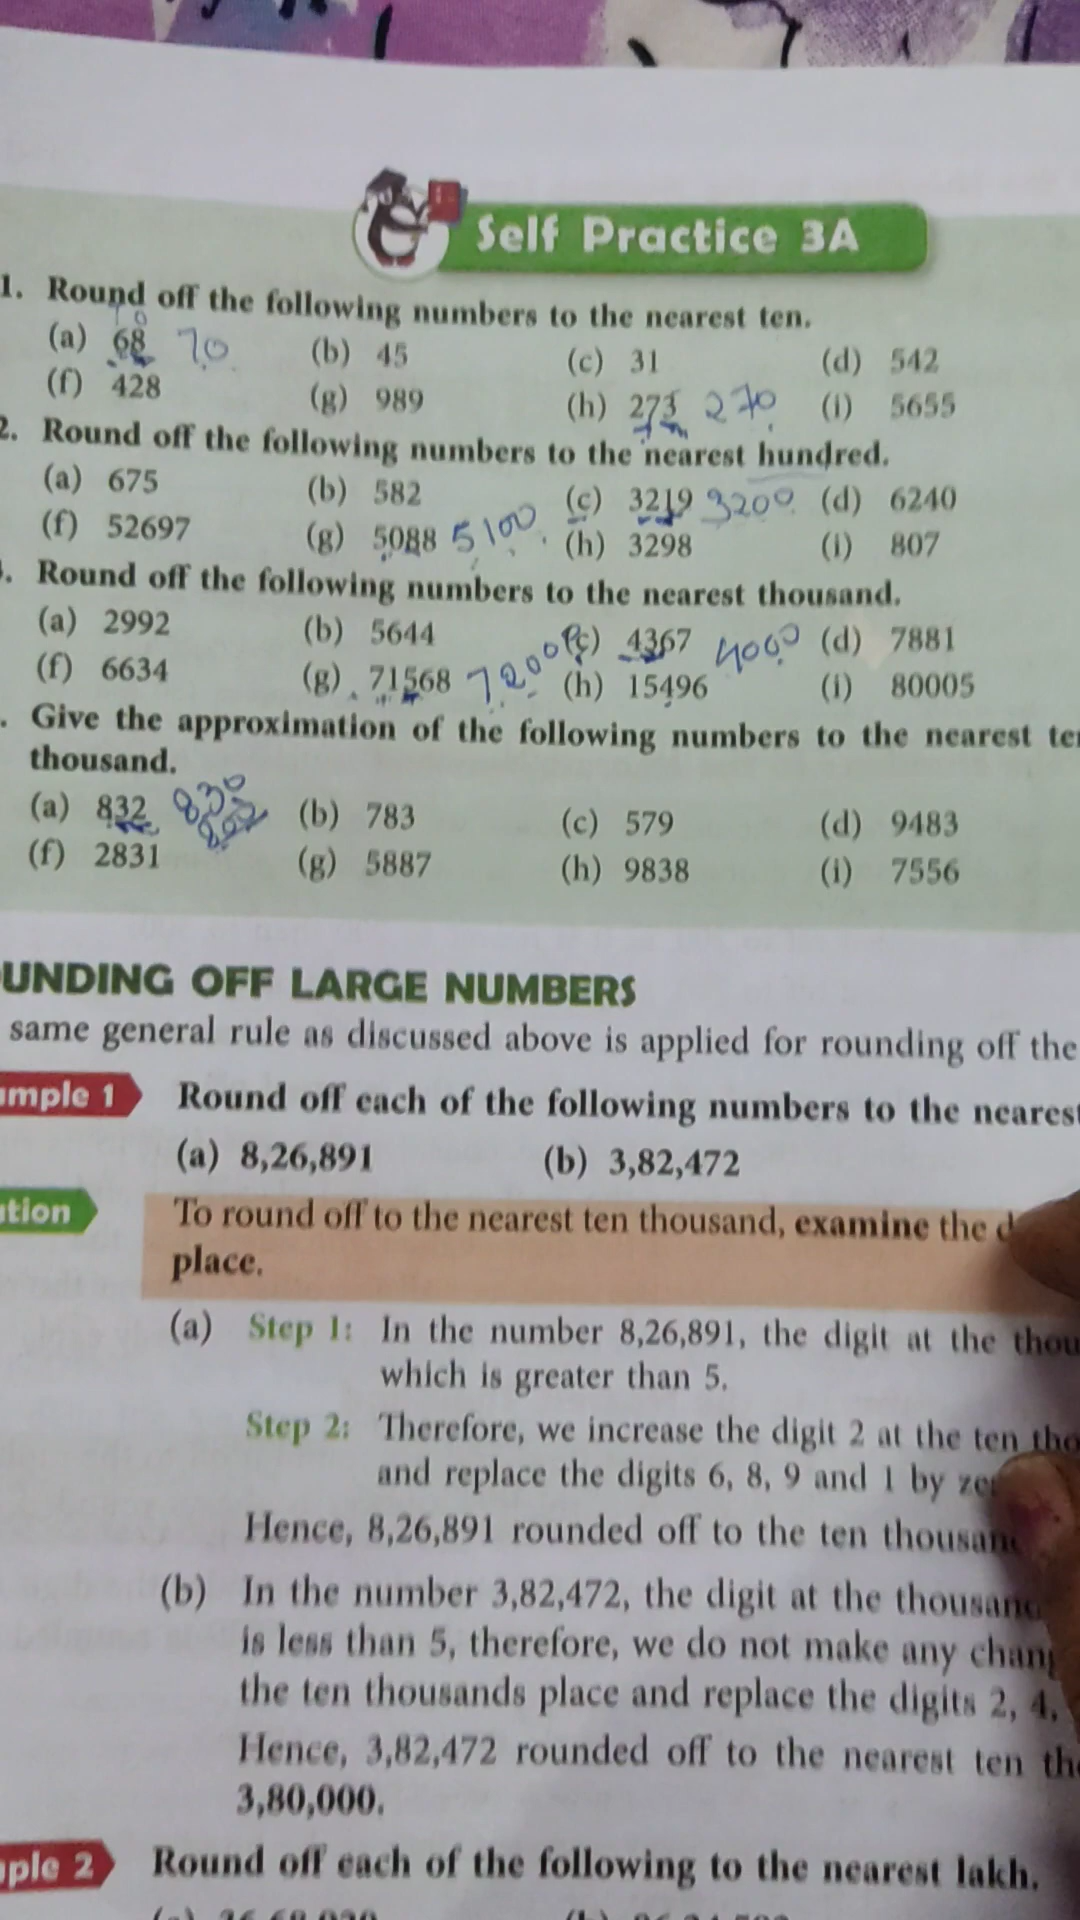 Self Practice 3A
1. Round off the following numbers to the nearest ten.
(a) 68 70 (b) 45 (c) 31 (d) 542
(f) 428 (g) 989 (h) 273 270 (i) 5655
2. Round off the following numbers to the nearest hundred.
(a) 675 (b) 582 (c) 3219 3200 (d) 6240
(f) 52697 (g) 5088 5100 (h) 3298 (i) 807
. Round off the following numbers to the nearest thousand.
(a) 2992 (b) 5644 (c) 4367 4000 (d) 7881
(f) 6634 (g) 71568 (h) 15496 (i) 80005
. Give the approximation of the following numbers to the nearest
thousand.
(a) 832 830 (b) 783 (c) 579 (d) 9483
(f) 2831 (g) 5887 (h) 9838 (i) 7556
UNDING OFF LARGE NUMBERS
same general rule as discussed above is applied for rounding off the
mple 1 Round off each of the following numbers to the nearest
(a) 8,26,891 (b) 3,82,472
To round off to the nearest ten thousand, examine the
place.
(a) Step 1: In the number 8,26,891, the digit at the
which is greater than 5.
Step 2: Therefore, we increase the digit 2 at the ten
and replace the digits 6, 8, 9 and 1 by
Hence, 8,26,891 rounded off to the ten
(b) In the number 3,82,472, the digit at the
is less than 5, therefore, we do not make any
the ten thousands place and replace the digits 2, 4,
Hence, 3,82,472 rounded off to the nearest ten
3,80,000.
ple 2 Round off each of the following to the nearest lakh.